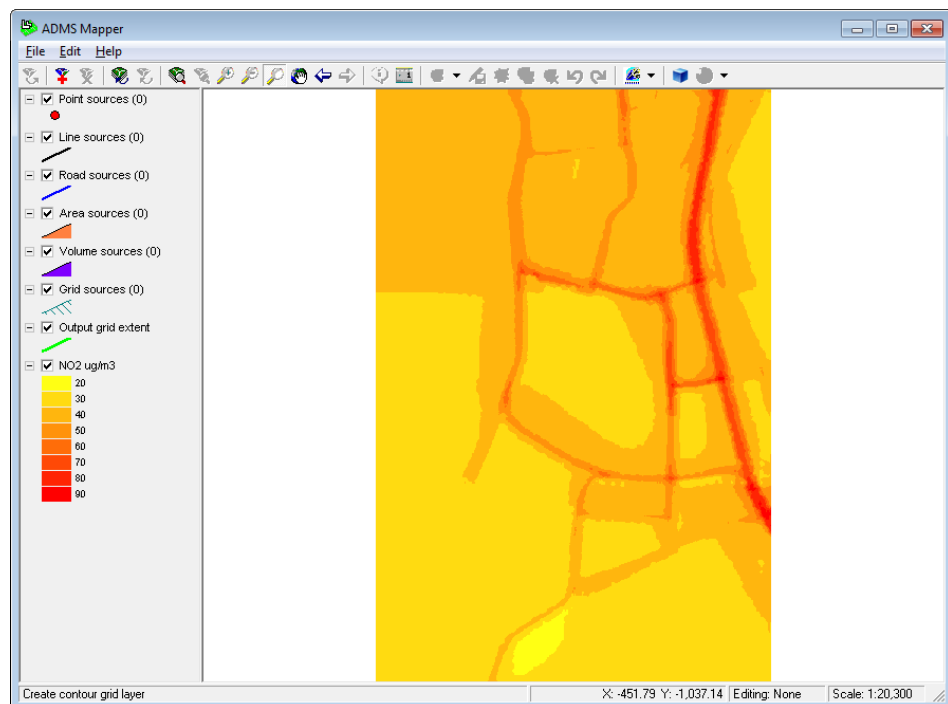 ADMS Mapper
File Edit Help
Point sources (0)
Line sources (0)
Road sources (0)
Area sources (0)
Volume sources (0)
Grid sources (0)
Output grid extent
NO2 ug/m3
20
30
40
50
60
70
80
90
Create contour grid layer X: -451.79 Y: -1,037.14 Editing: None Scale: 1:20,300